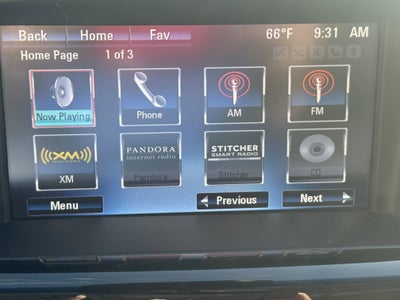 Back Home Fav 66°F 9:31 AM
Home Page 1 of 3
Now Playing Phone AM FM
((XM))
PANDORA
internet radio
STITCHER
SMART RADIO
XM Pandora Stitcher CD
Menu Previous Next